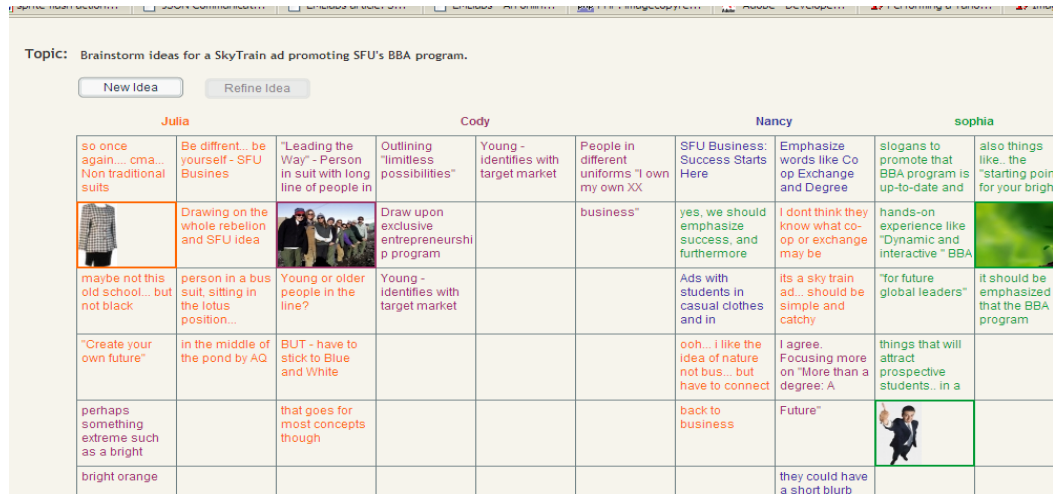 Topic: Brainstorm ideas for a SkyTrain ad promoting SFU's BBA program.
New Idea
Refine Idea
Julia
Cody
Nancy
sophia
so once
again.... cma...
Non traditional
suits
Be diffrent... be
yourself - SFU
Busines
"Leading the
Way" - Person
in suit with long
line of people in
Outlining
"limitless
possibilities"
Young -
identifies with
target market
People in
different
uniforms "I own
my own XX
SFU Business:
Success Starts
Here
Emphasize
words like Co
op Exchange
and Degree
slogans to
promote that
BBA program is
up-to-date and
also things
like.. the
"starting poin
for your brigh
Drawing on the
whole rebelion
and SFU idea
Draw upon
exclusive
entrepreneurshi
p program
business"
yes, we should
emphasize
success, and
furthermore
I dont think they
know what co-
op or exchange
may be
hands-on
experience like
"Dynamic and
interactive " BBA
maybe not this
old school... but
not black
person in a bus
suit, sitting in
the lotus
position...
Young or older
people in the
line?
Young -
identifies with
target market
Ads with
students in
casual clothes
and in
its a sky train
ad... should be
simple and
catchy
"for future
global leaders"
it should be
emphasized
that the BBA
program
"Create your
own future"
in the middle of
the pond by AQ
BUT - have to
stick to Blue
and White
ooh... i like the
idea of nature
not bus... but
have to connect
I agree.
Focusing more
on "More than a
degree: A
things that will
attract
prospective
students.. in a
perhaps
something
extreme such
as a bright
that goes for
most concepts
though
back to
business
Future"
bright orange
they could have
a short blurb